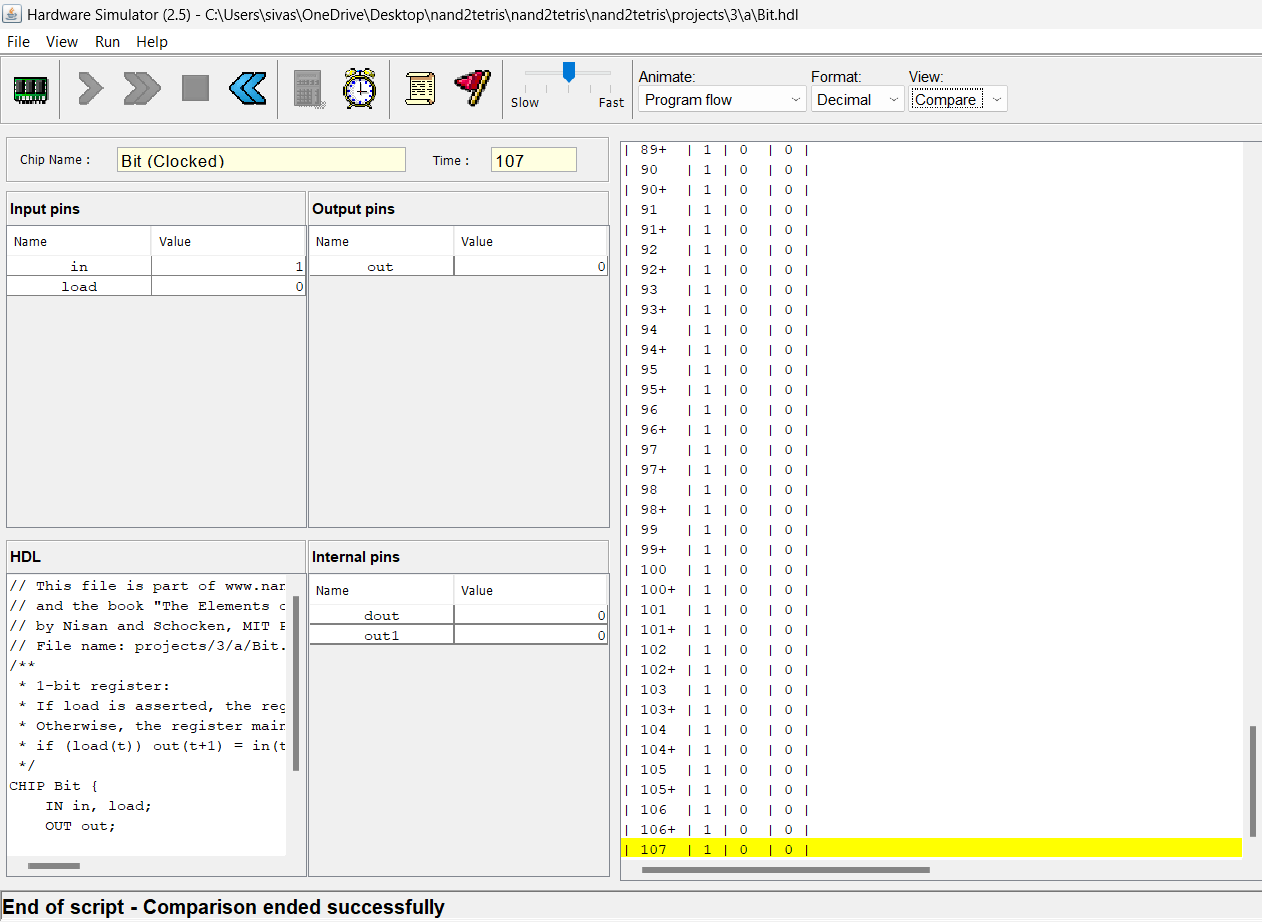 Hardware Simulator (2.5) - C:\Users\sivas\OneDrive\Desktop\nand2tetris\nand2tetris\nand2tetris\projects\3\a\Bit.hdl
File View Run Help
Slow Fast
Animate: Format: View:
Program flow Decimal Compare
Chip Name : Bit (Clocked) Time : 107
Input pins
Name Value
in 1
load 0
Output pins
Name Value
out 0
HDL
// This file is part of www.nan
// and the book "The Elements o
// by Nisan and Schocken, MIT P
// File name: projects/3/a/Bit.
/**
* 1-bit register:
* If load is asserted, the reg
* Otherwise, the register main
* if (load(t)) out(t+1) = in(t
*/
CHIP Bit {
IN in, load;
OUT out;
Internal pins
Name Value
dout 0
out1 0
| 89+ | 1 | 0 | 0 |
| 90 | 1 | 0 | 0 |
| 90+ | 1 | 0 | 0 |
| 91 | 1 | 0 | 0 |
| 91+ | 1 | 0 | 0 |
| 92 | 1 | 0 | 0 |
| 92+ | 1 | 0 | 0 |
| 93 | 1 | 0 | 0 |
| 93+ | 1 | 0 | 0 |
| 94 | 1 | 0 | 0 |
| 94+ | 1 | 0 | 0 |
| 95 | 1 | 0 | 0 |
| 95+ | 1 | 0 | 0 |
| 96 | 1 | 0 | 0 |
| 96+ | 1 | 0 | 0 |
| 97 | 1 | 0 | 0 |
| 97+ | 1 | 0 | 0 |
| 98 | 1 | 0 | 0 |
| 98+ | 1 | 0 | 0 |
| 99 | 1 | 0 | 0 |
| 99+ | 1 | 0 | 0 |
| 100 | 1 | 0 | 0 |
| 100+ | 1 | 0 | 0 |
| 101 | 1 | 0 | 0 |
| 101+ | 1 | 0 | 0 |
| 102 | 1 | 0 | 0 |
| 102+ | 1 | 0 | 0 |
| 103 | 1 | 0 | 0 |
| 103+ | 1 | 0 | 0 |
| 104 | 1 | 0 | 0 |
| 104+ | 1 | 0 | 0 |
| 105 | 1 | 0 | 0 |
| 105+ | 1 | 0 | 0 |
| 106 | 1 | 0 | 0 |
| 106+ | 1 | 0 | 0 |
| 107 | 1 | 0 | 0 |
End of script - Comparison ended successfully